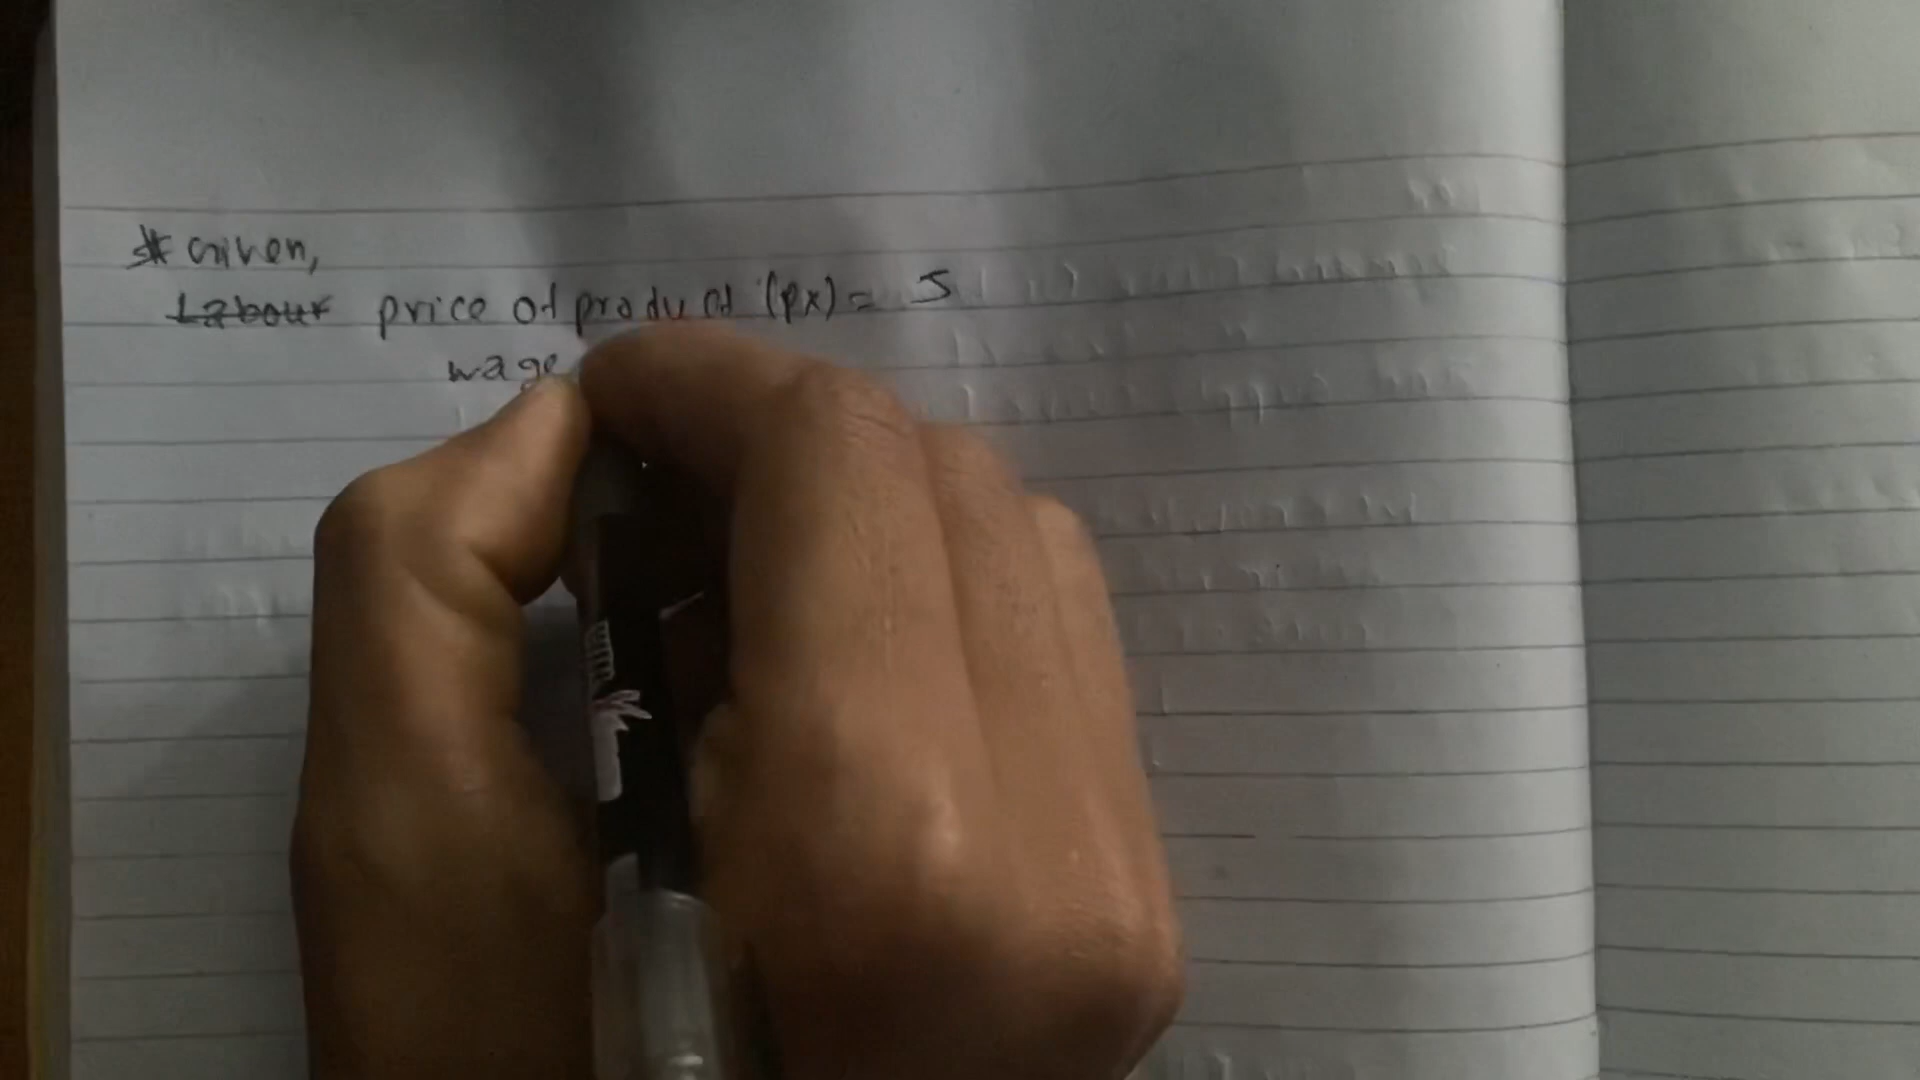 * Given,
Labour price of product (px) = 5
wage